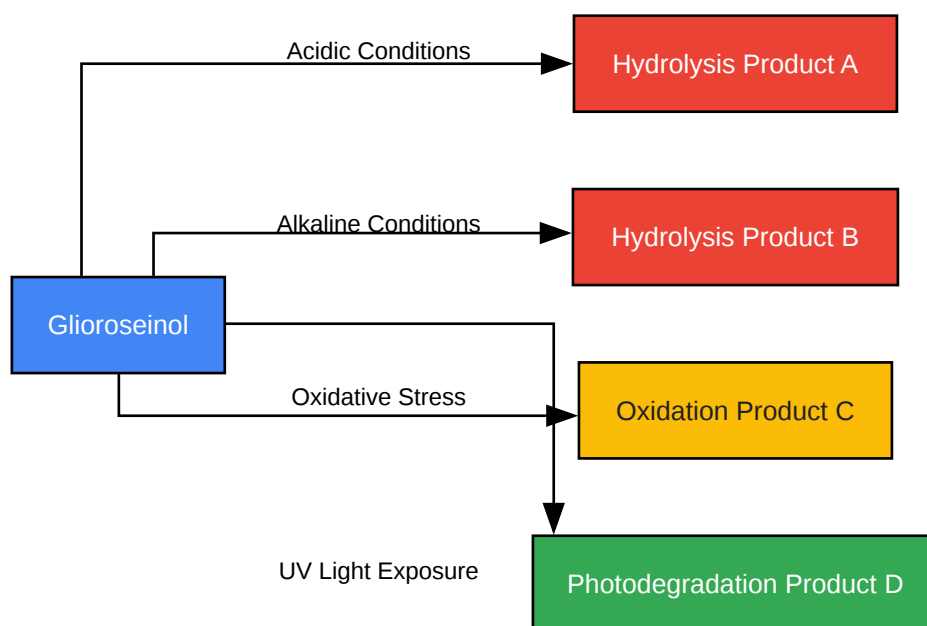 Acidic Conditions
Hydrolysis Product A
Alkaline Conditions
Hydrolysis Product B
Glioroseinol
Oxidative Stress
Oxidation Product C
UV Light Exposure
Photodegradation Product D